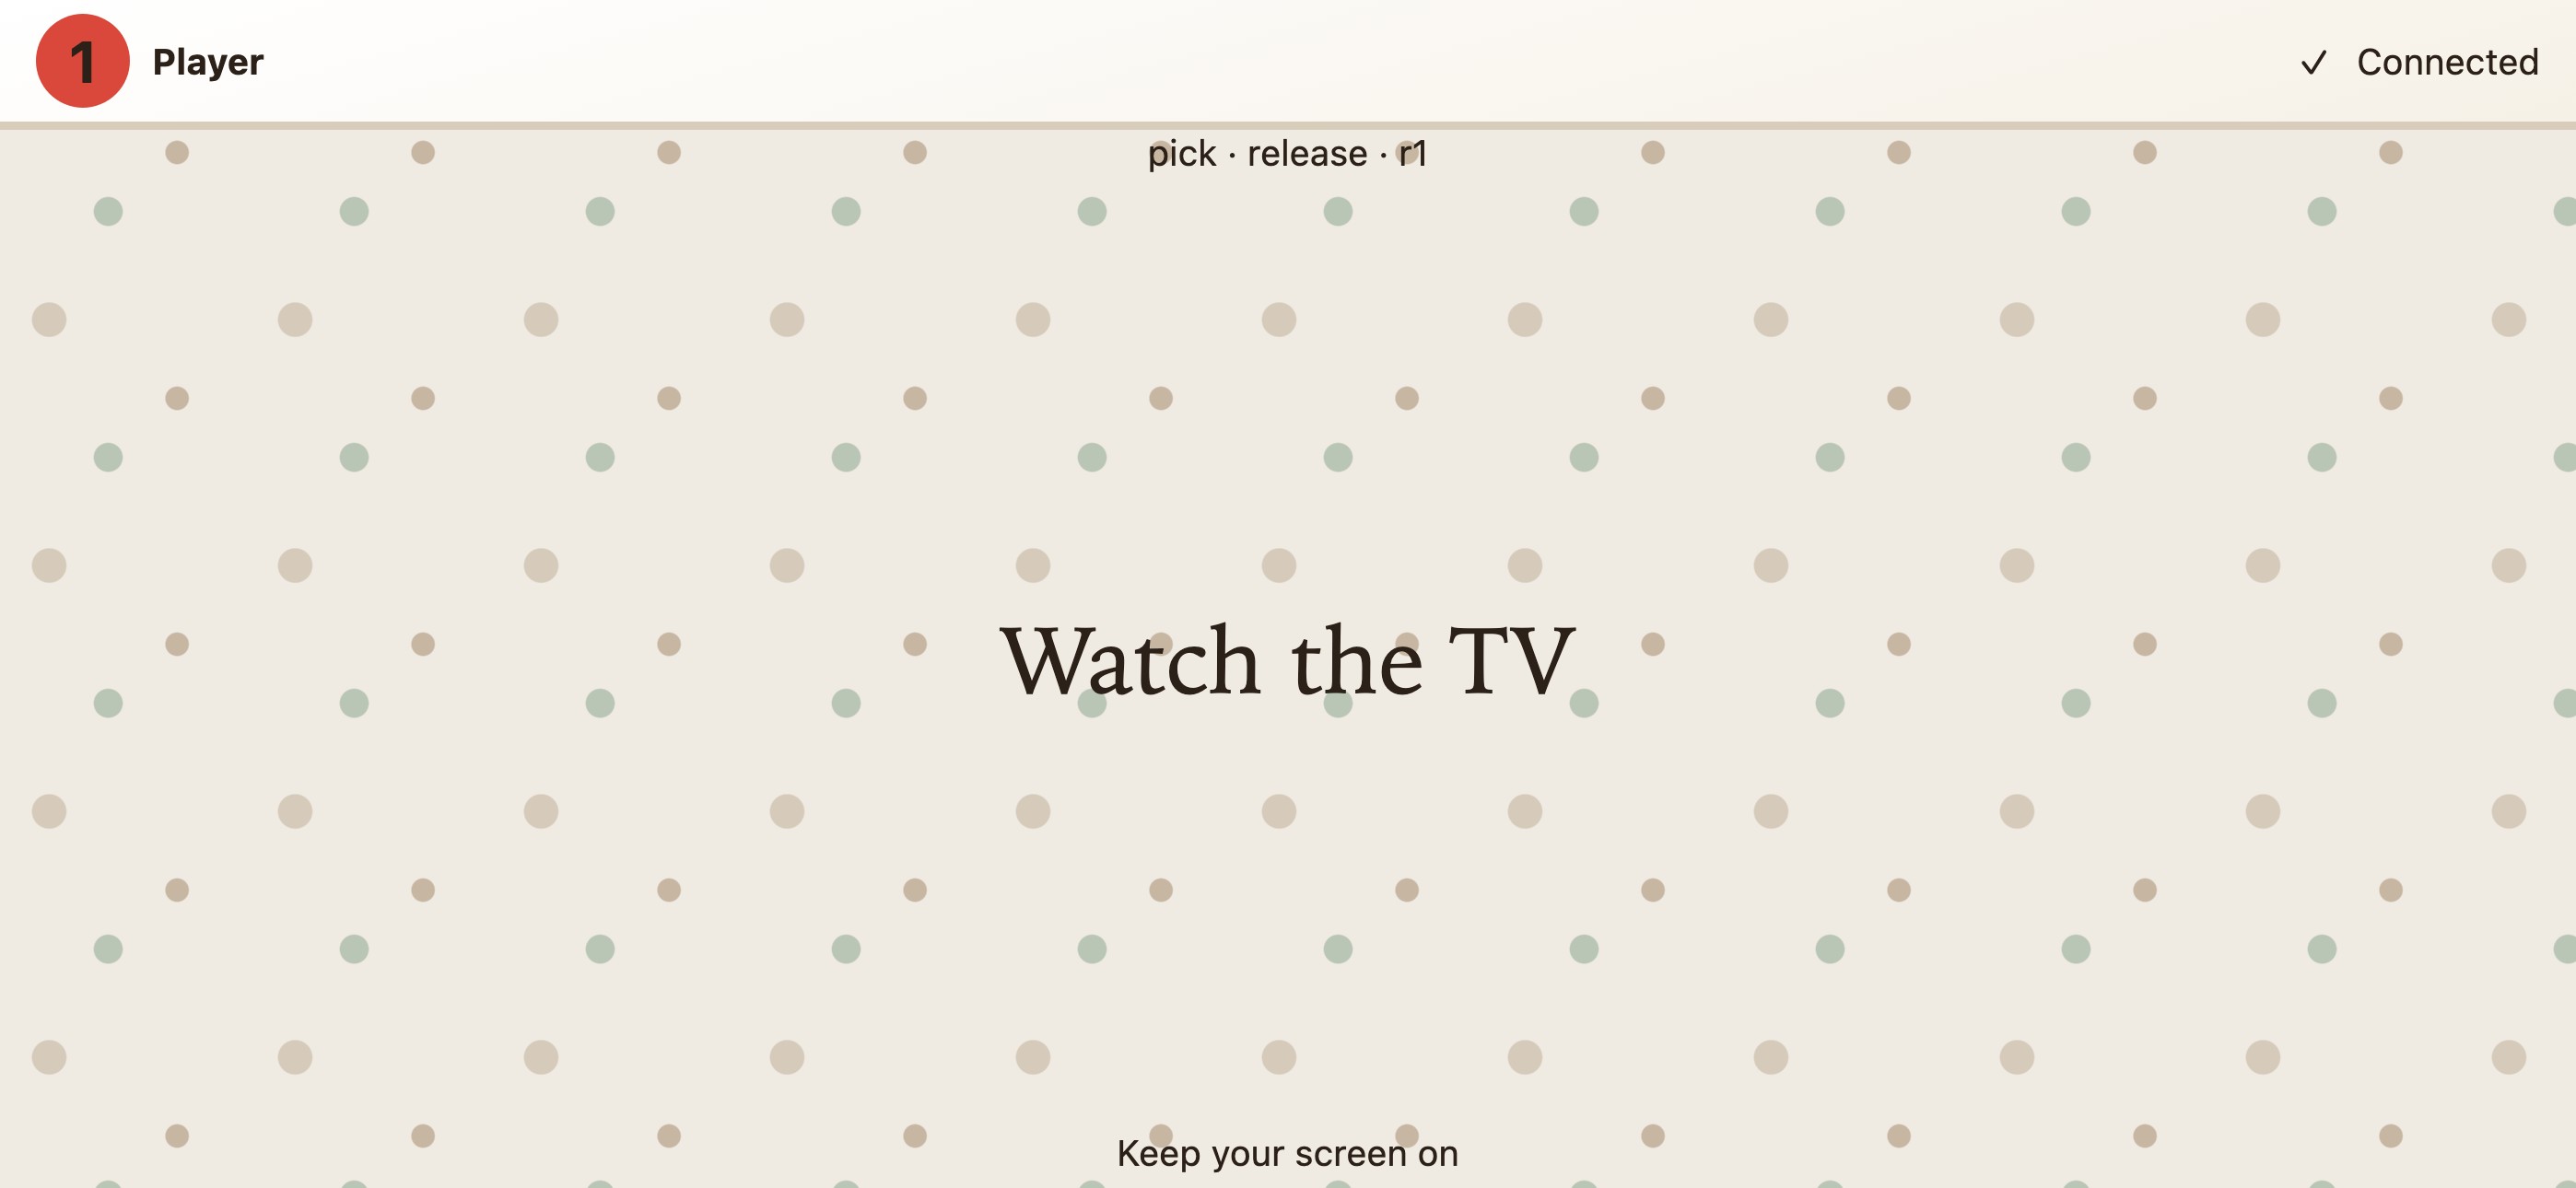 1 Player
✓ Connected
pick · release · r1
Watch the TV
Keep your screen on